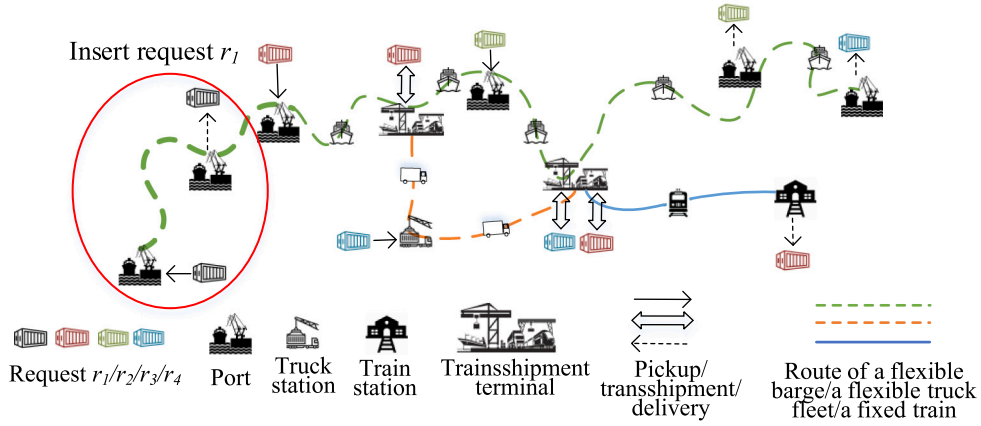 Insert request r1
Request r1/r2/r3/r4
Port
Truck
station
Train
station
Trainsshipment
terminal
Pickup/
transshipment/
delivery
Route of a flexible
barge/a flexible truck
fleet/a fixed train